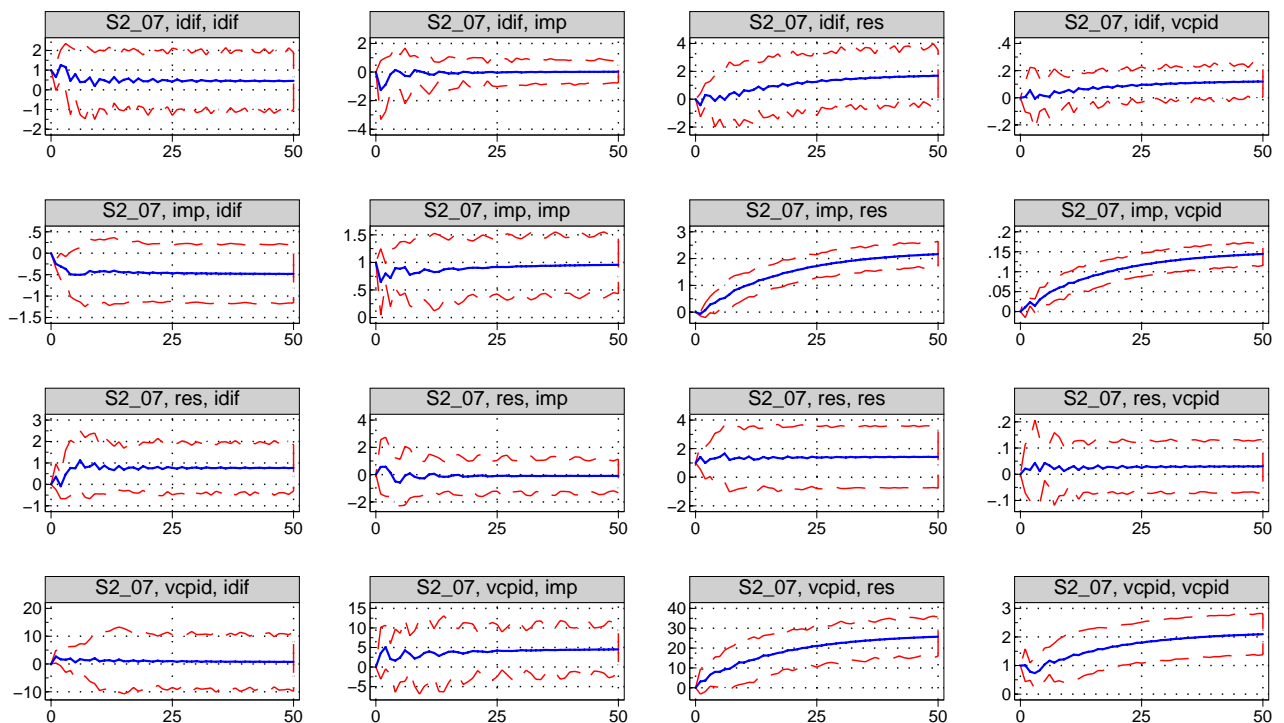 S2_07, idif, idif
2
1
0
−1
−2
0 25 50
S2_07, idif, imp
2
0
−2
−4
0 25 50
S2_07, idif, res
4
2
0
−2
0 25 50
S2_07, idif, vcpid
.4
.2
0
−.2
0 25 50
S2_07, imp, idif
.5
0
−.5
−1
−1.5
0 25 50
S2_07, imp, imp
1.5
1
.5
0
0 25 50
S2_07, imp, res
3
2
1
0
0 25 50
S2_07, imp, vcpid
.2
.15
.1
.05
0
0 25 50
S2_07, res, idif
3
2
1
0
−1
0 25 50
S2_07, res, imp
4
2
0
−2
0 25 50
S2_07, res, res
4
2
0
−2
0 25 50
S2_07, res, vcpid
.2
.1
0
−.1
0 25 50
S2_07, vcpid, idif
20
10
0
−10
0 25 50
S2_07, vcpid, imp
15
10
5
0
−5
0 25 50
S2_07, vcpid, res
40
30
20
10
0
0 25 50
S2_07, vcpid, vcpid
3
2
1
0
0 25 50